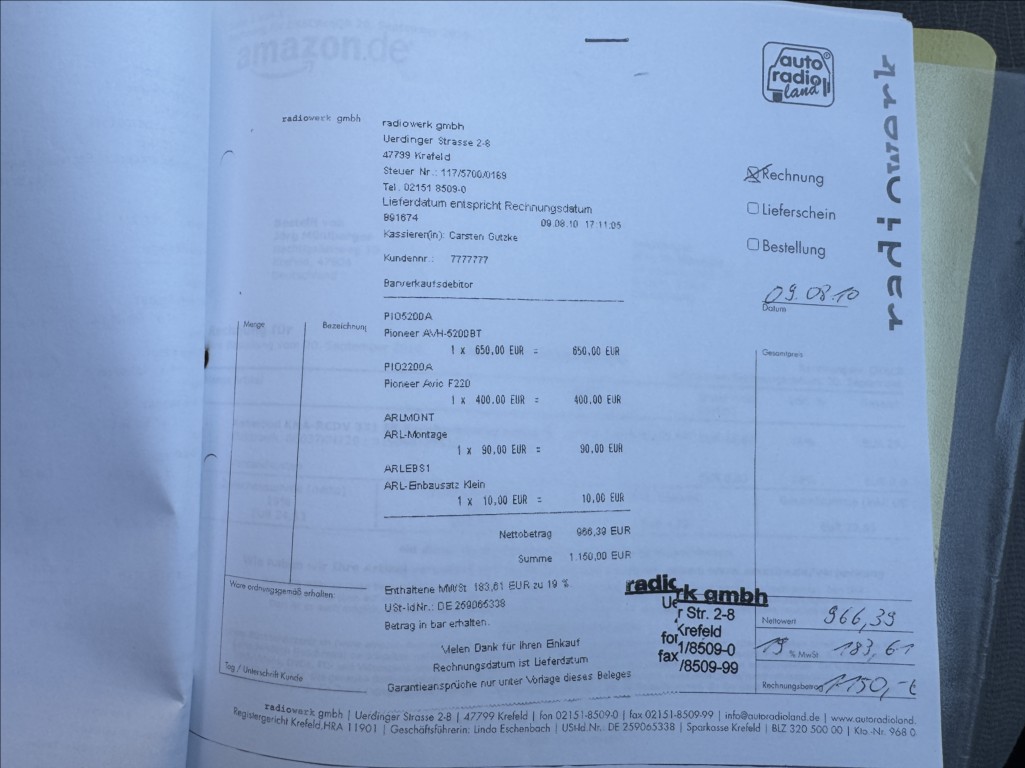 amazon.de
auto
radio
land
radiowerk
radiowerk gmbh
radiowerk gmbh
Uerdinger Strasse 2-8
47799 Krefeld
Steuer Nr.: 117/5700/0189
Tel. 02151 8509-0
Lieferdatum entspricht Rechnungsdatum
891674 09.08.10 17:11:05
Kassierer(in): Carsten Gutzke
Kundennr.: 7777777
Barverkaufsdebitor
Rechnung
Lieferschein
Bestellung
09.08.10
Datum
Menge Bezeichnung Gesamtpreis
PIO5200A
Pioneer AVH-5200BT
1 x 650,00 EUR = 650,00 EUR
PIO2200A
Pioneer Avic F220
1 x 400,00 EUR = 400,00 EUR
ARLMONT
ARL-Montage
1 x 90,00 EUR = 90,00 EUR
ARLEBS1
ARL-Einbausatz Klein
1 x 10,00 EUR = 10,00 EUR
Nettobetrag 966,39 EUR
Summe 1.150,00 EUR
Enthaltene MWSt 183,61 EUR zu 19 %
USt-IdNr.: DE 259065338
Betrag in bar erhalten.
Vielen Dank für Ihren Einkauf
Rechnungsdatum ist Lieferdatum
Garantieansprüche nur unter Vorlage dieses Beleges
Ware ordnungsgemäß erhalten:
Tag / Unterschrift Kunde
radio rk gmbh
Ue r Str. 2-8
Krefeld
fon 1/8509-0
fax /8509-99
Nettowert 966,39
19 % MwSt 183,61
Rechnungsbetrag 1150,-€
radiowerk gmbh | Uerdinger Strasse 2-8 | 47799 Krefeld | fon 02151-8509-0 | fax 02151-8509-99 | info@autoradioland.de | www.autoradioland.
Registergericht Krefeld,HRA 11901 | Geschäftsführerin: Linda Eschenbach | USt-Id.Nr.. DE 259065338 | Sparkasse Krefeld | BLZ 320 500 00 | Kto.-Nr. 968 0